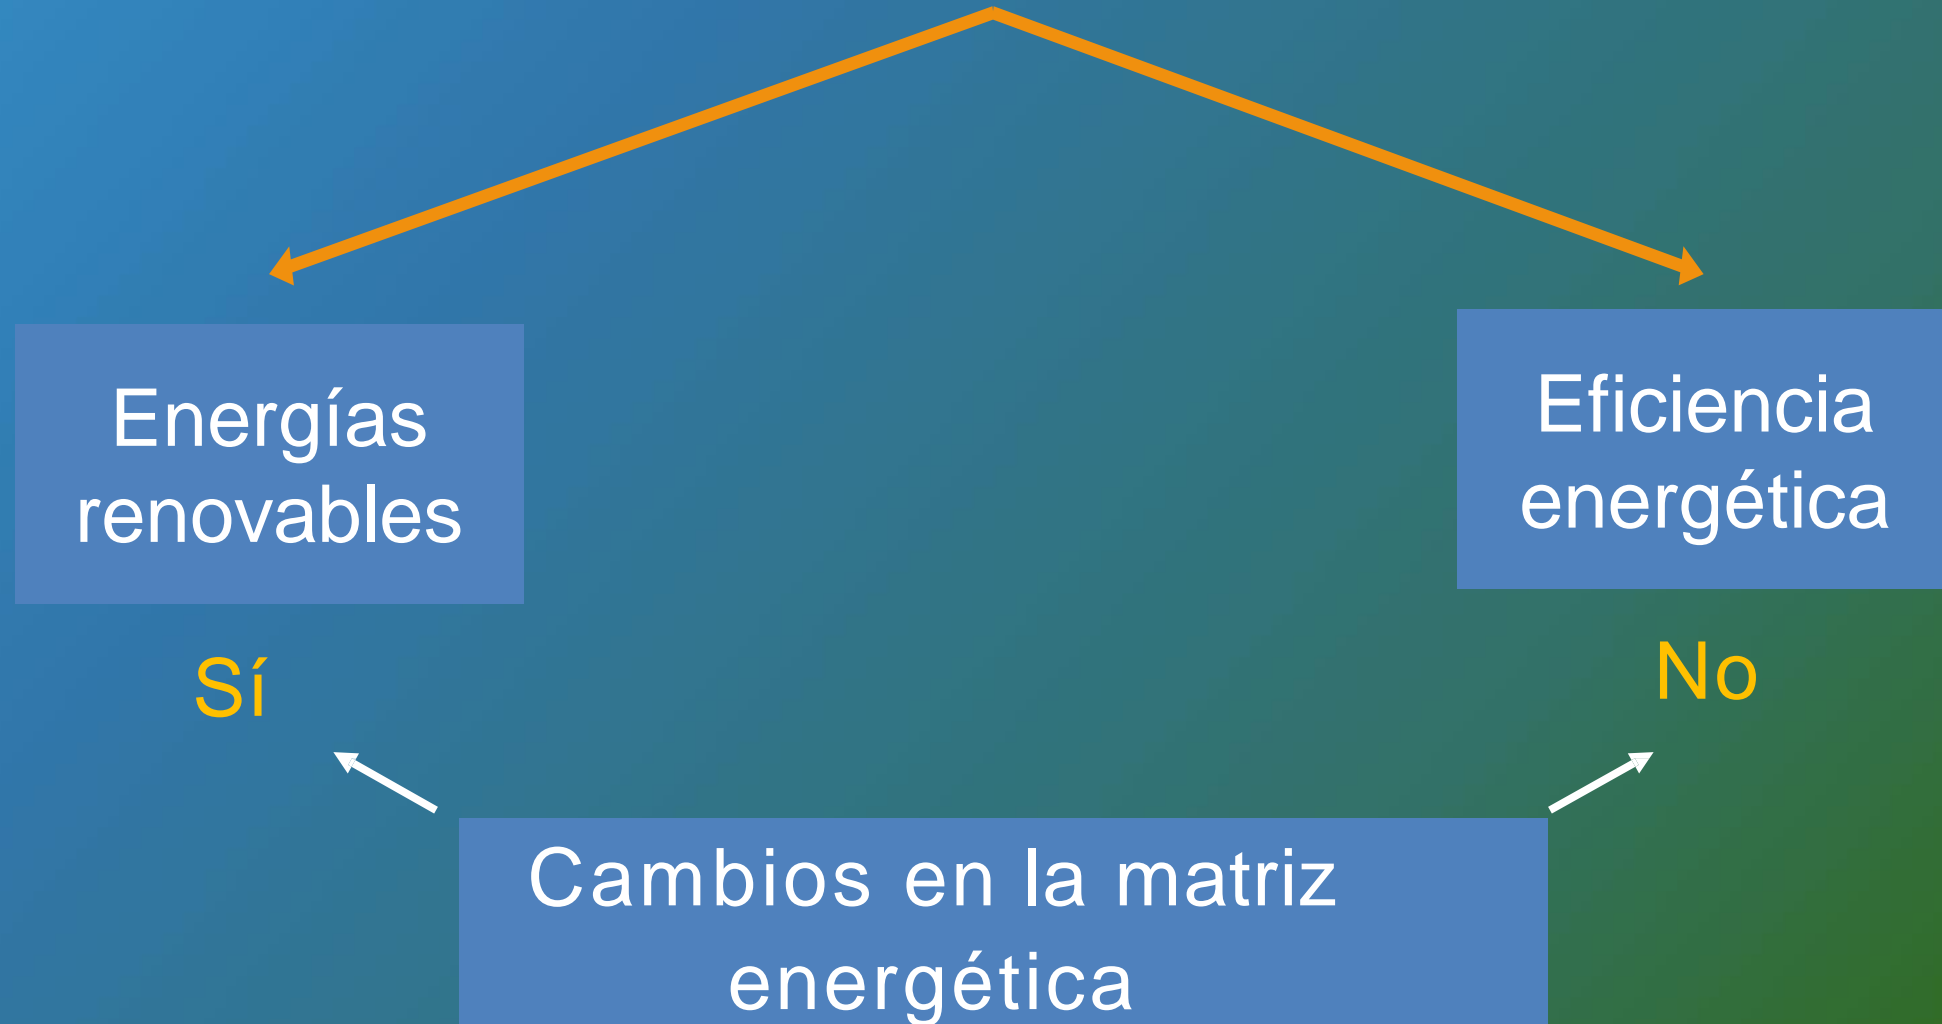 Energías
renovables
Eficiencia
energética
Sí
No
Cambios en la matriz
energética